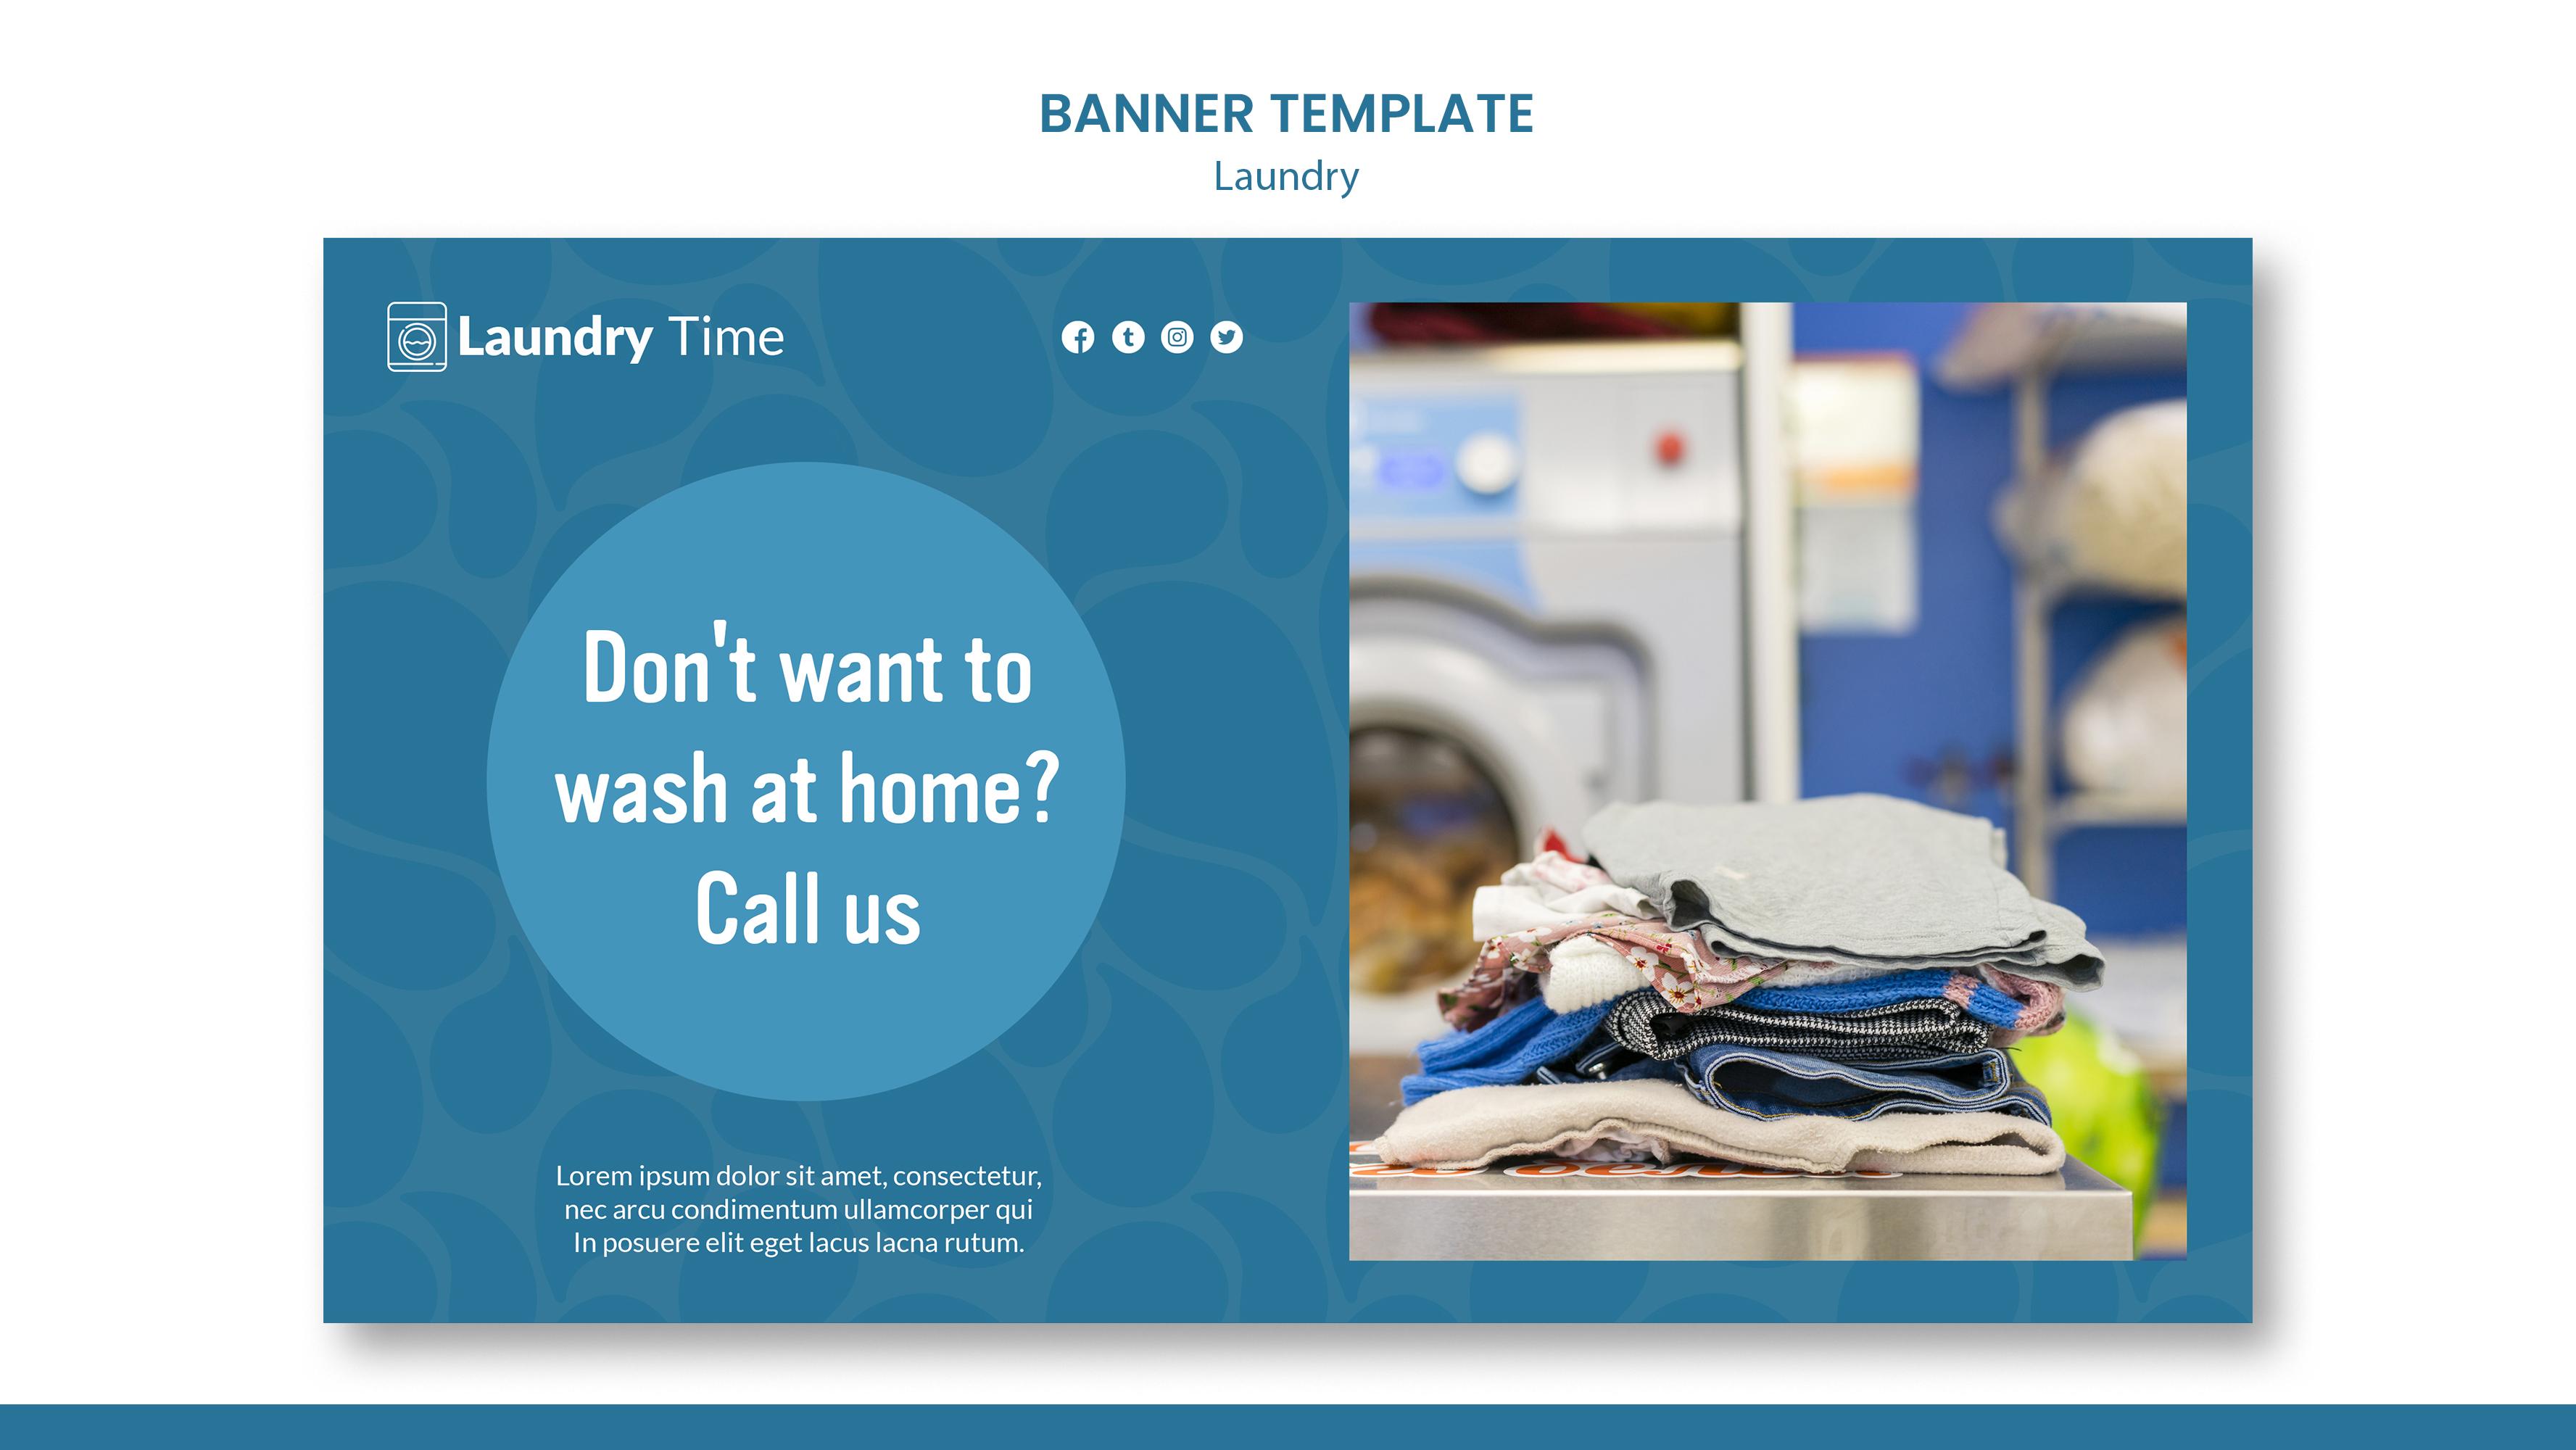 BANNER TEMPLATE
Laundry
Laundry Time
Don't want to
wash at home?
Call us
Lorem ipsum dolor sit amet, consectetur,
nec arcu condimentum ullamcorper qui
In posuere elit eget lacus lacna rutum.